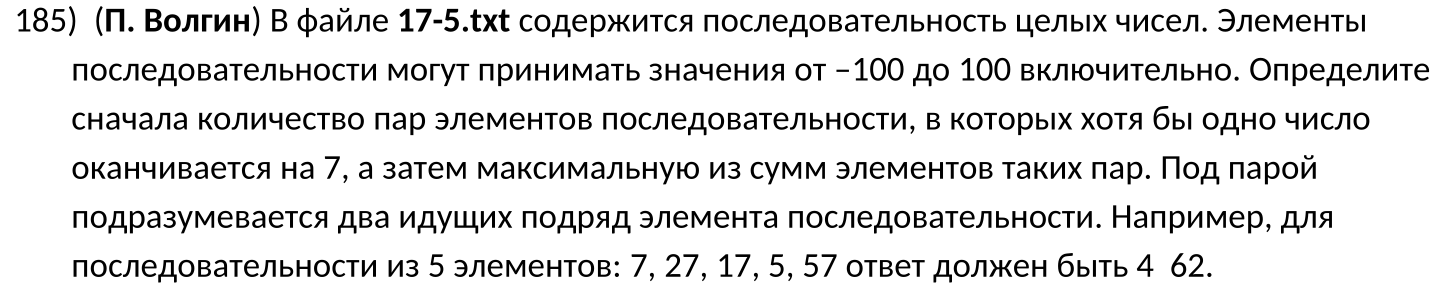 185) (П. Волгин) В файле 17-5.txt содержится последовательность целых чисел. Элементы
последовательности могут принимать значения от –100 до 100 включительно. Определите
сначала количество пар элементов последовательности, в которых хотя бы одно число
оканчивается на 7, а затем максимальную из сумм элементов таких пар. Под парой
подразумевается два идущих подряд элемента последовательности. Например, для
последовательности из 5 элементов: 7, 27, 17, 5, 57 ответ должен быть 4 62.